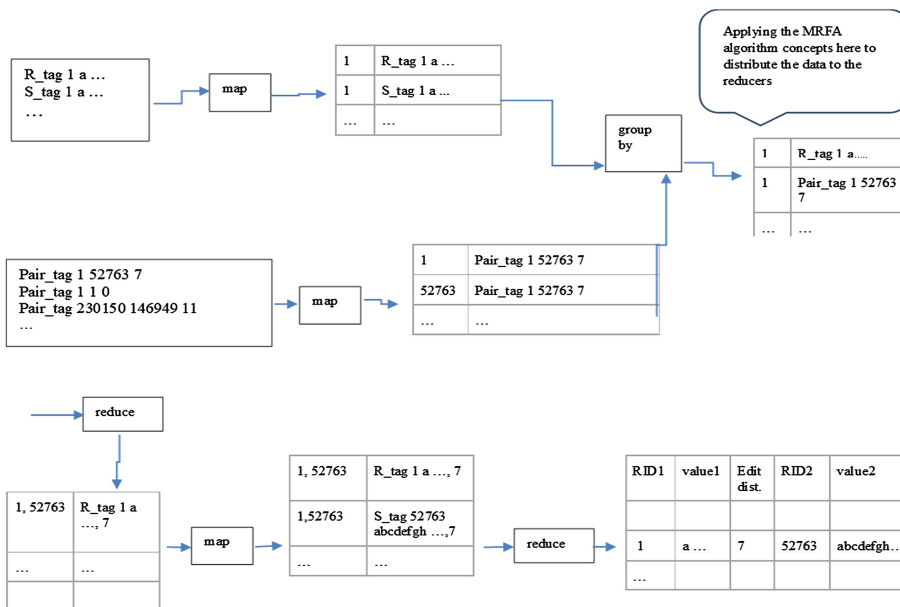 Applying the MRFA
algorithm concepts here to
distribute the data to the
reducers
R_tag 1 a …
S_tag 1 a …
…
map
1 R_tag 1 a …
1 S_tag 1 a ...
… …
group
by
1 R_tag 1 a.....
1 Pair_tag 1 52763
7
… …
Pair_tag 1 52763 7
Pair_tag 1 1 0
Pair_tag 230150 146949 11
…
map
1 Pair_tag 1 52763 7
52763 Pair_tag 1 52763 7
… …
reduce
1, 52763 R_tag 1 a
…, 7
… …
map
1, 52763 R_tag 1 a …, 7
1,52763 S_tag 52763
abcdefgh …,7
… …
reduce
RID1 value1 Edit RID2 value2
dist.
1 a … 7 52763 abcdefgh…
…